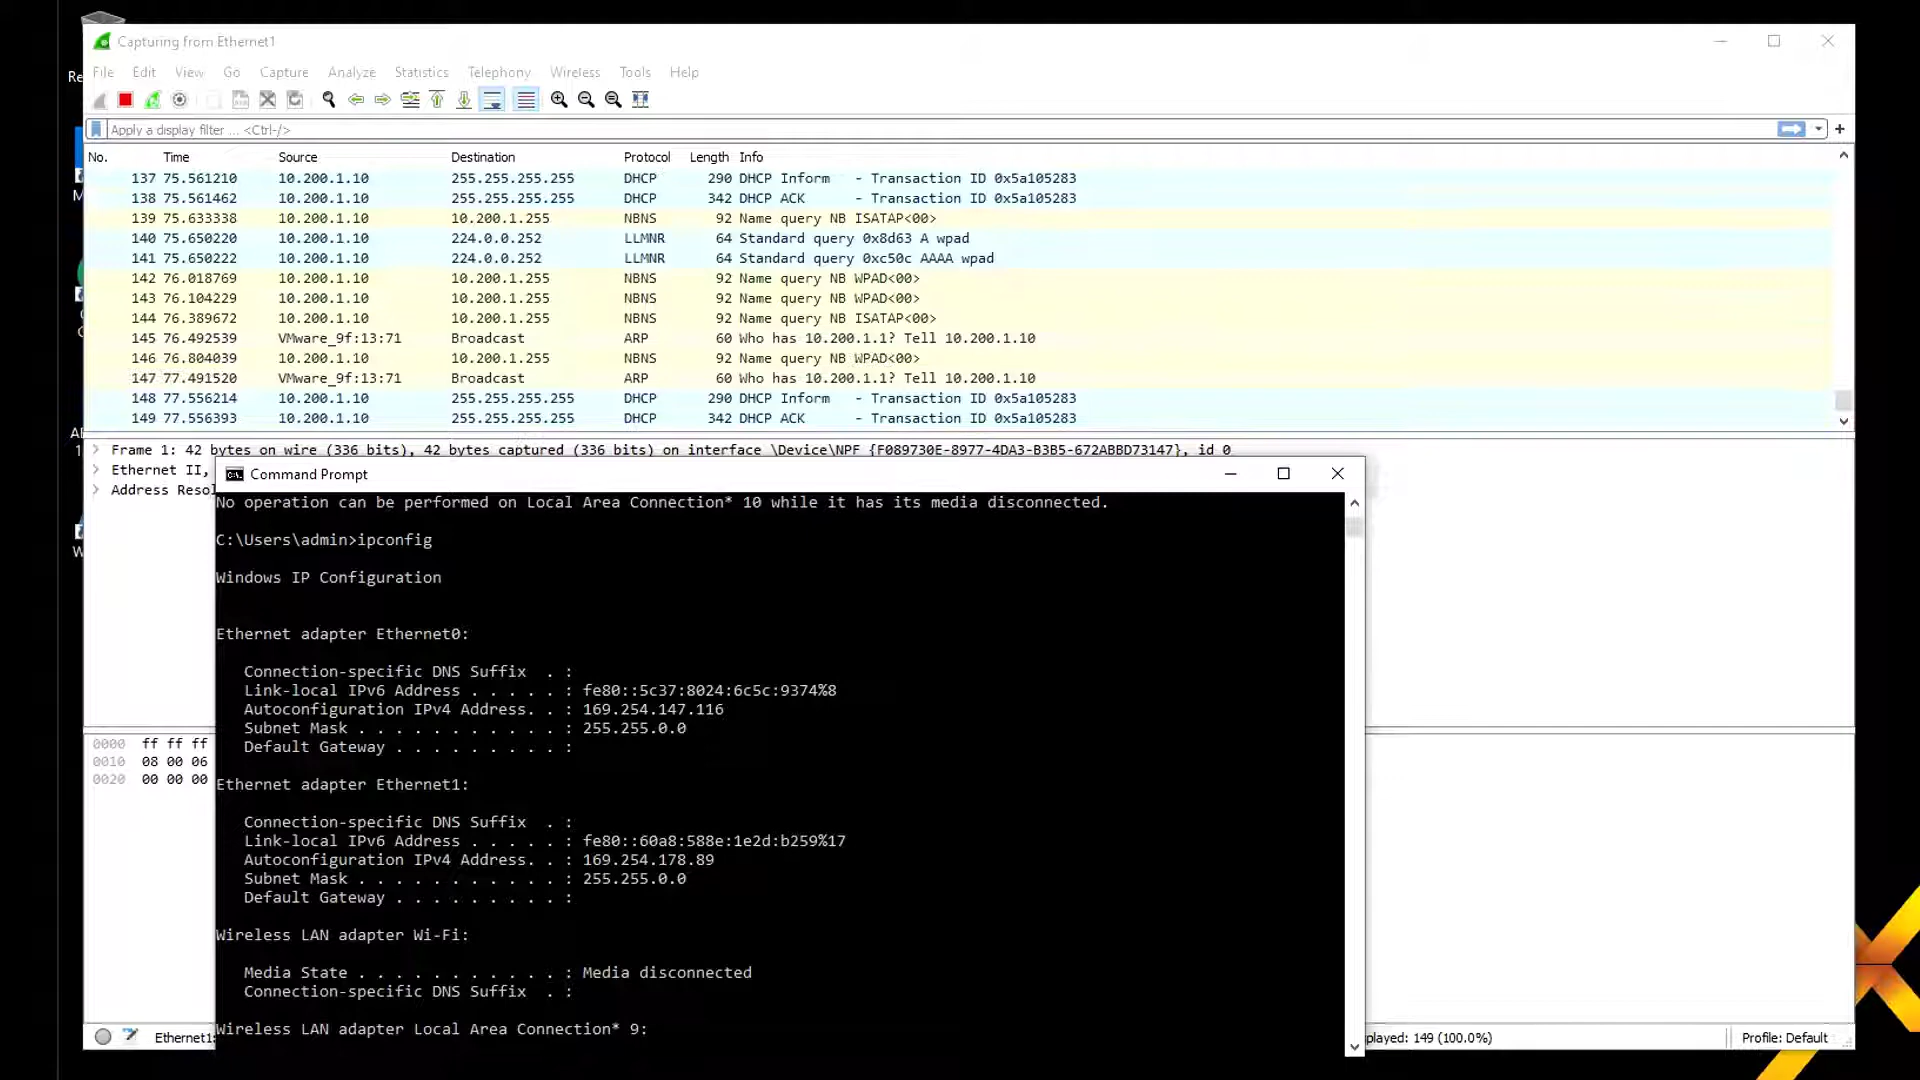 Re
Capturing from Ethernet1
File Edit View Go Capture Analyze Statistics Telephony Wireless Tools Help
Apply a display filter ... <Ctrl-/>
No. Time Source Destination Protocol Length Info
137 75.561210 10.200.1.10 255.255.255.255 DHCP 290 DHCP Inform - Transaction ID 0x5a105283
138 75.561462 10.200.1.10 255.255.255.255 DHCP 342 DHCP ACK - Transaction ID 0x5a105283
139 75.633338 10.200.1.10 10.200.1.255 NBNS 92 Name query NB ISATAP<00>
140 75.650220 10.200.1.10 224.0.0.252 LLMNR 64 Standard query 0x8d63 A wpad
141 75.650222 10.200.1.10 224.0.0.252 LLMNR 64 Standard query 0xc50c AAAA wpad
142 76.018769 10.200.1.10 10.200.1.255 NBNS 92 Name query NB WPAD<00>
143 76.104229 10.200.1.10 10.200.1.255 NBNS 92 Name query NB WPAD<00>
144 76.389672 10.200.1.10 10.200.1.255 NBNS 92 Name query NB ISATAP<00>
145 76.492539 VMware_9f:13:71 Broadcast ARP 60 Who has 10.200.1.1? Tell 10.200.1.10
146 76.804039 10.200.1.10 10.200.1.255 NBNS 92 Name query NB WPAD<00>
147 77.491520 VMware_9f:13:71 Broadcast ARP 60 Who has 10.200.1.1? Tell 10.200.1.10
148 77.556214 10.200.1.10 255.255.255.255 DHCP 290 DHCP Inform - Transaction ID 0x5a105283
149 77.556393 10.200.1.10 255.255.255.255 DHCP 342 DHCP ACK - Transaction ID 0x5a105283
Frame 1: 42 bytes on wire (336 bits), 42 bytes captured (336 bits) on interface \Device\NPF {F089730E-8977-4DA3-B3B5-672ABBD73147}, id 0
Ethernet II,
Address Resol
0000 ff ff ff
0010 08 00 06
0020 00 00 00
Command Prompt
No operation can be performed on Local Area Connection* 10 while it has its media disconnected.
C:\Users\admin>ipconfig
Windows IP Configuration
Ethernet adapter Ethernet0:
Connection-specific DNS Suffix . :
Link-local IPv6 Address . . . . . : fe80::5c37:8024:6c5c:9374%8
Autoconfiguration IPv4 Address. . : 169.254.147.116
Subnet Mask . . . . . . . . . . . : 255.255.0.0
Default Gateway . . . . . . . . . :
Ethernet adapter Ethernet1:
Connection-specific DNS Suffix . :
Link-local IPv6 Address . . . . . : fe80::60a8:588e:1e2d:b259%17
Autoconfiguration IPv4 Address. . : 169.254.178.89
Subnet Mask . . . . . . . . . . . : 255.255.0.0
Default Gateway . . . . . . . . . :
Wireless LAN adapter Wi-Fi:
Media State . . . . . . . . . . . : Media disconnected
Connection-specific DNS Suffix . :
Wireless LAN adapter Local Area Connection* 9:
Ethernet1: played: 149 (100.0%) Profile: Default